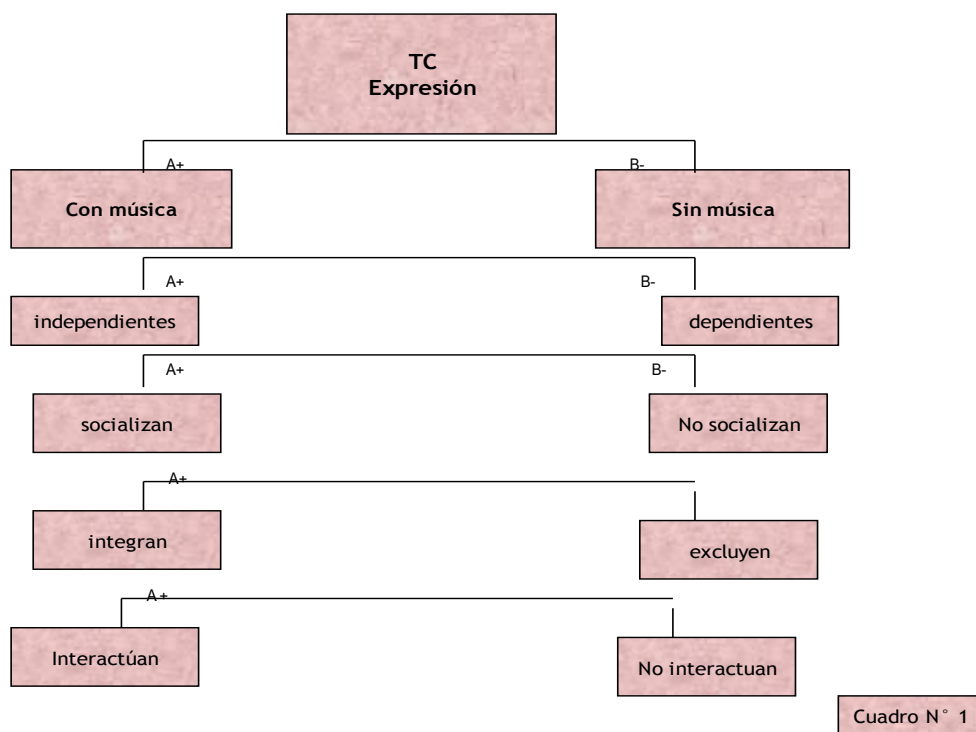 TC
Expresión
A+
B-
Con música
Sin música
A+
B-
independientes
dependientes
A+
B-
socializan
No socializan
A+
integran
excluyen
A+
Interactúan
No interactuan
Cuadro N° 1